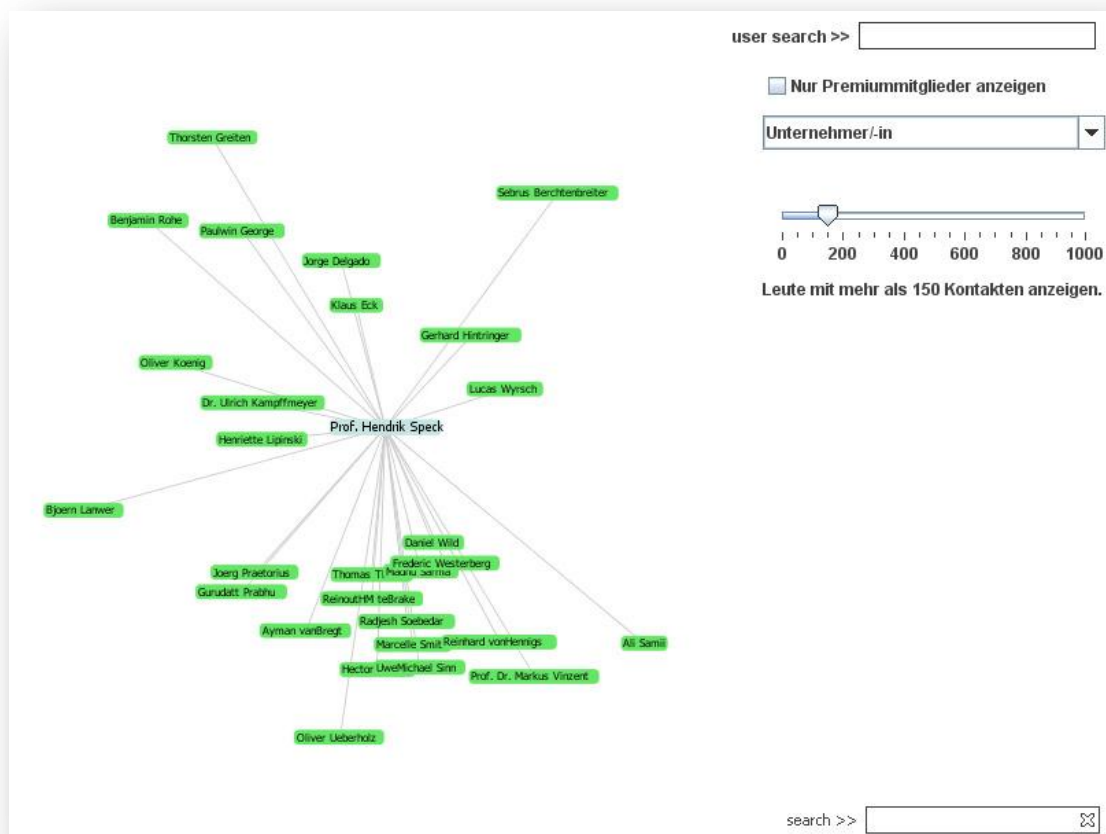 user search >>
Nur Premiummitglieder anzeigen
Unternehmer/-in
0 200 400 600 800 1000
Leute mit mehr als 150 Kontakten anzeigen.
Thorsten Greiten
Sebrus Berchtenbreiter
Benjamin Rohe
Paulwin George
Jorge Delgado
Klaus Eck
Gerhard Hintringer
Oliver Koenig
Lucas Wyrsch
Dr. Ulrich Kampffmeyer
Prof. Hendrik Speck
Henriette Lipinski
Bjoern Lanwer
Daniel Wild
Frederic Westerberg
Joerg Praetorius
Thomas
Madhu Sarma
Gurudatt Prabhu
ReinoutHM teBrake
Radjesh Soebedar
Ayman vanBregt
Marcelle Smit
Reinhard vonHennigs
Ali Samii
Hector
UweMichael Sinn
Prof. Dr. Markus Vinzent
Oliver Ueberholz
search >>